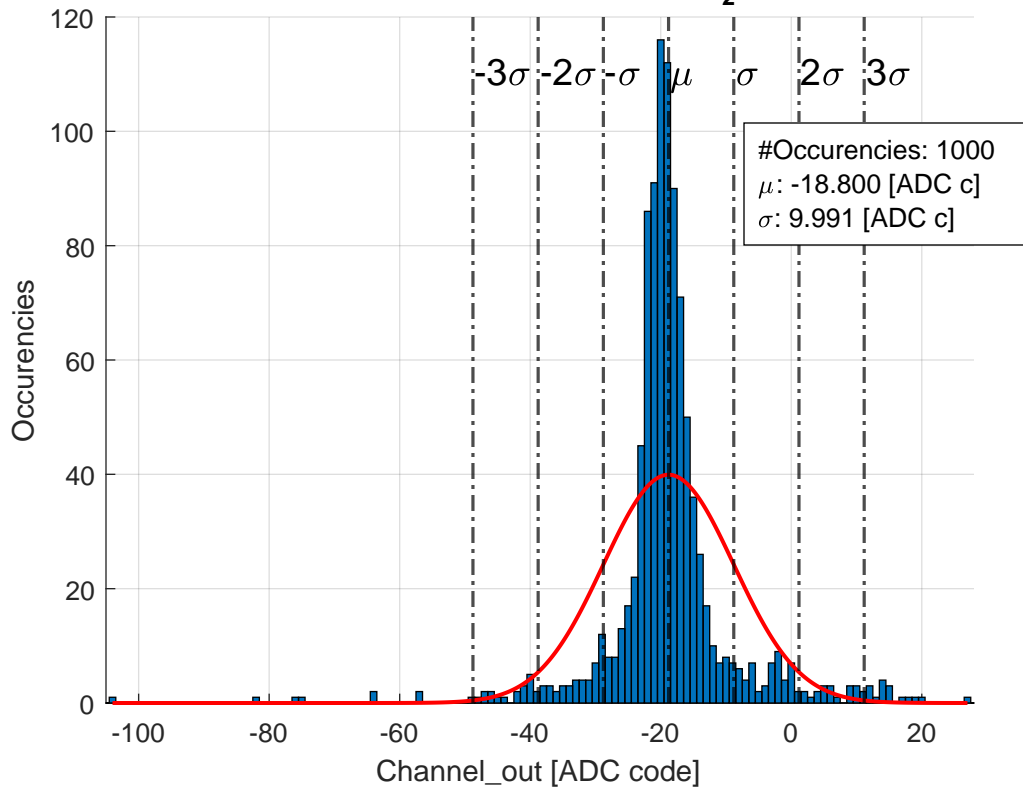 2
120
100
80
60
40
20
0
-3σ -2σ -σ μ σ 2σ 3σ
#Occurencies: 1000
μ: -18.800 [ADC c]
σ: 9.991 [ADC c]
Occurencies
-100 -80 -60 -40 -20 0 20
Channel_out [ADC code]